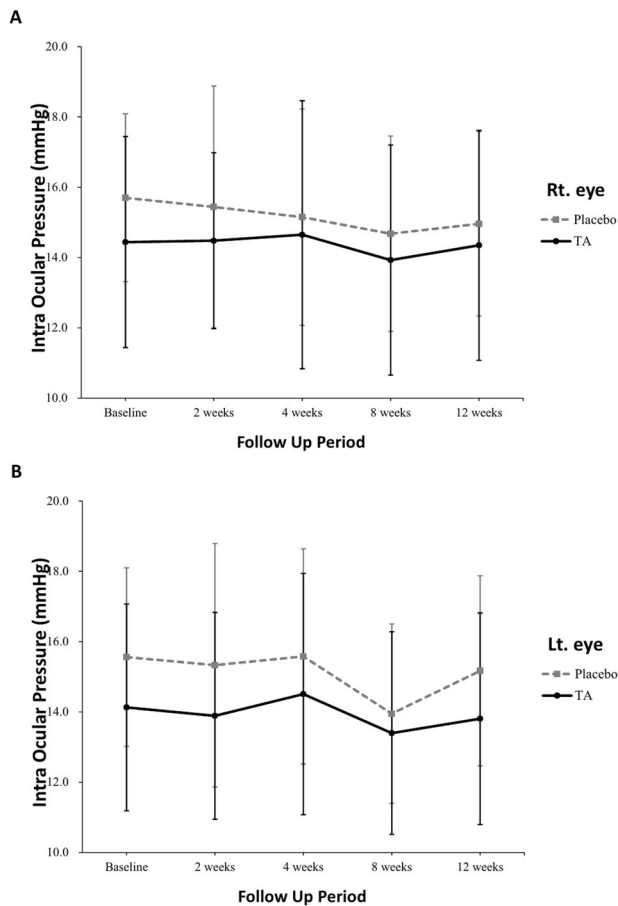 A
20.0
18.0
16.0
14.0
12.0
10.0
Intra Ocular Pressure (mmHg)
Baseline 2 weeks 4 weeks 8 weeks 12 weeks
Follow Up Period
Rt. eye
Placebo
TA
B
20.0
18.0
16.0
14.0
12.0
10.0
Intra Ocular Pressure (mmHg)
Baseline 2 weeks 4 weeks 8 weeks 12 weeks
Follow Up Period
Lt. eye
Placebo
TA